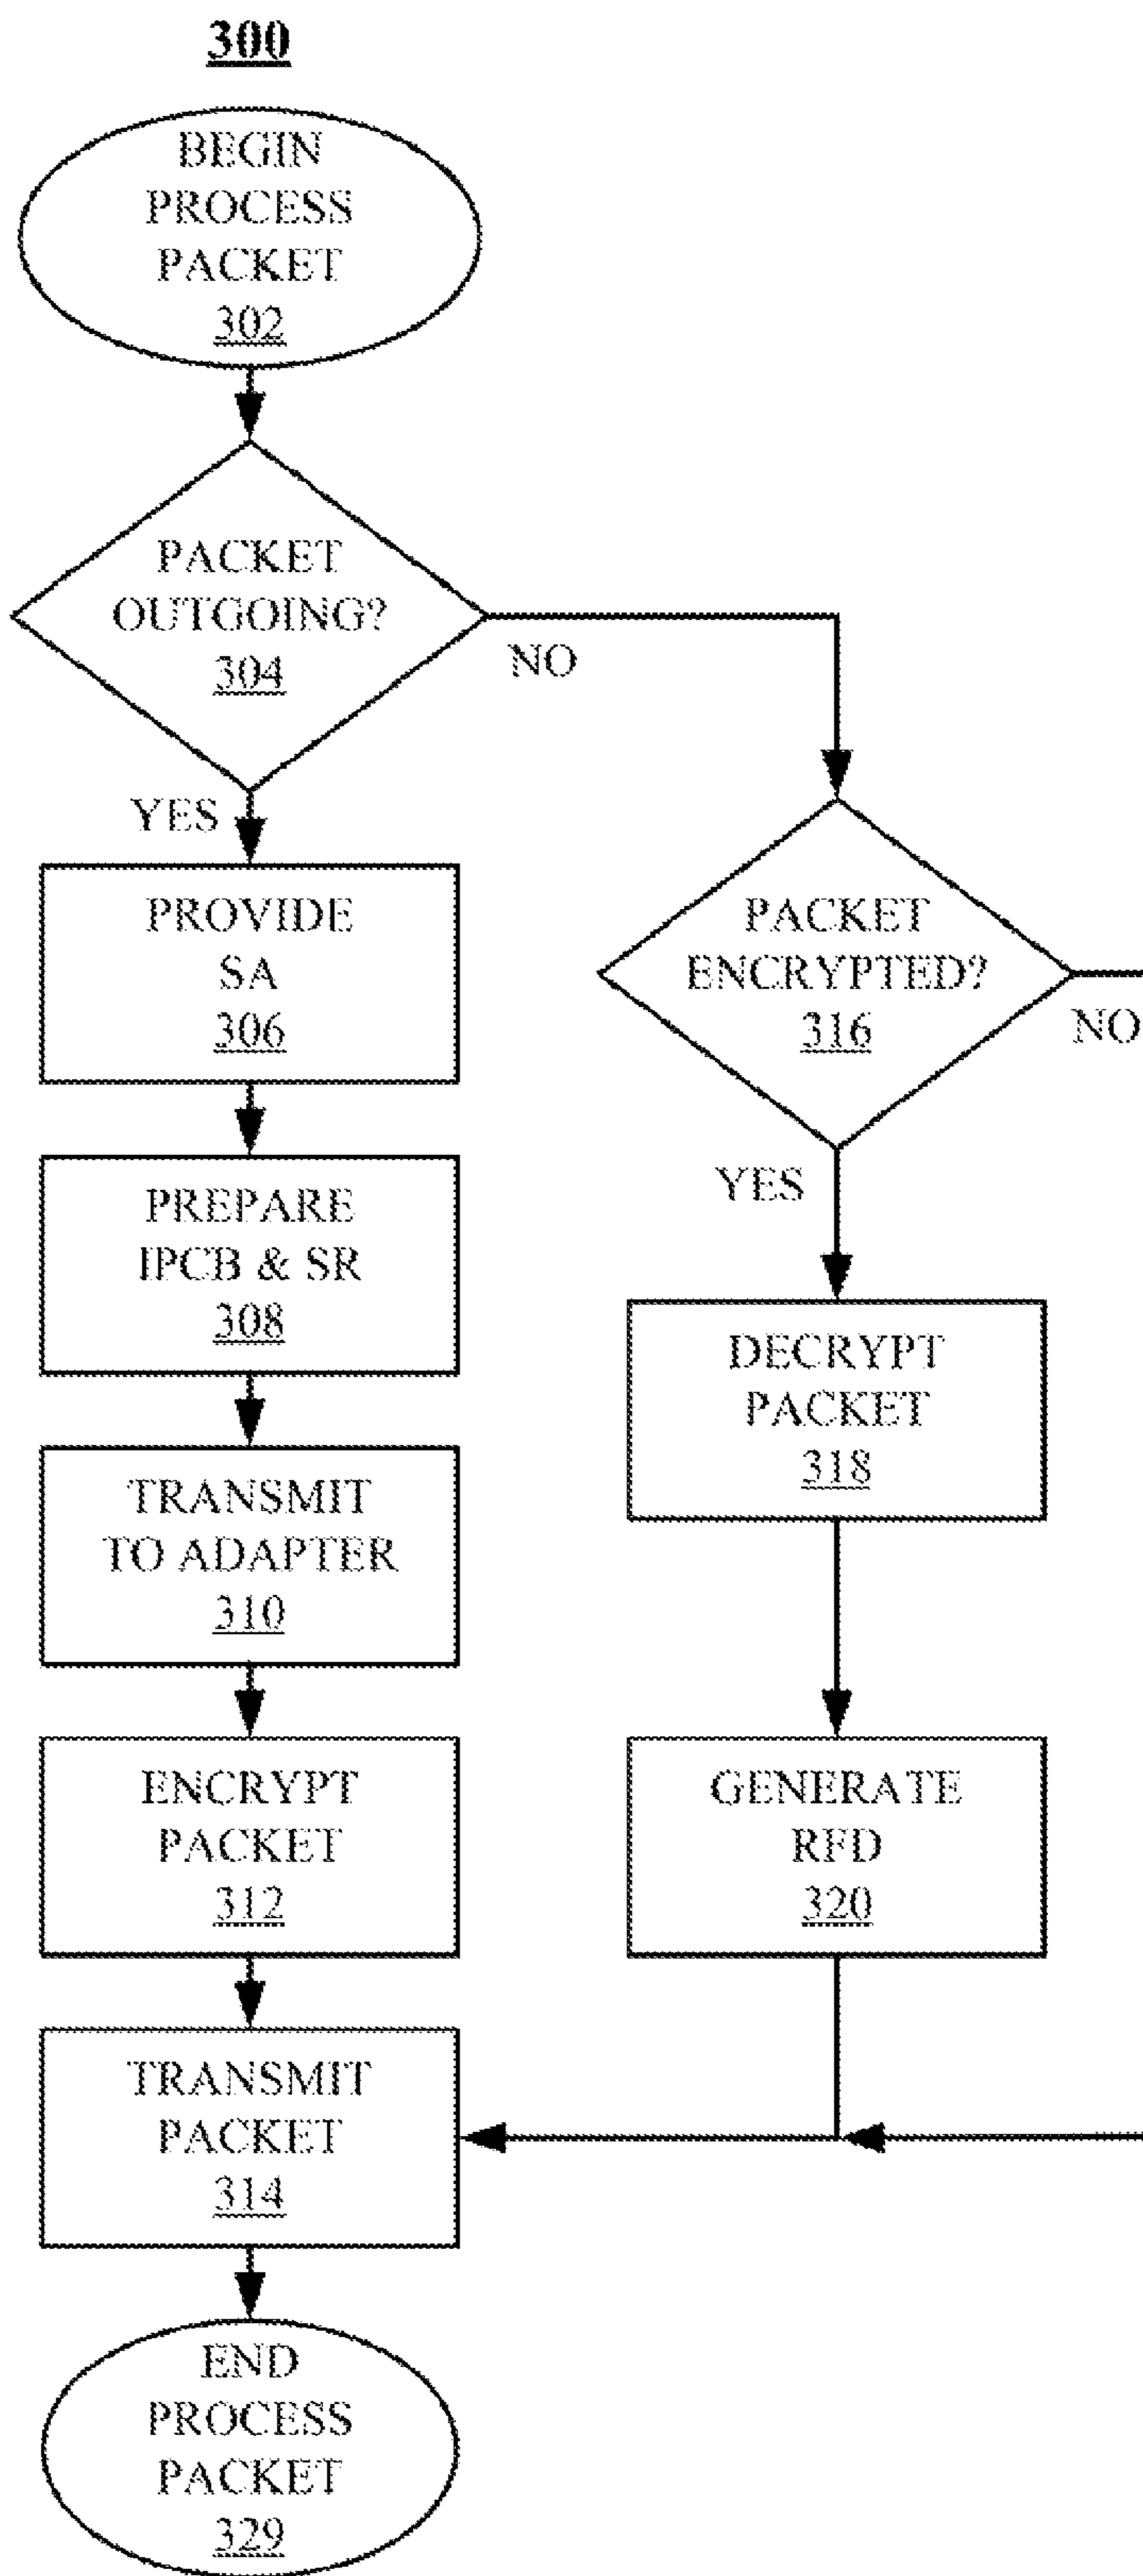 300
BEGIN
PROCESS
PACKET
302
PACKET
OUTGOING?
304
NO
YES
PROVIDE
SA
306
PACKET
ENCRYPTED?
316
NO
YES
PREPARE
IPCB & SR
308
DECRYPT
PACKET
318
TRANSMIT
TO ADAPTER
310
ENCRYPT
PACKET
312
GENERATE
RFD
320
TRANSMIT
PACKET
314
END
PROCESS
PACKET
329